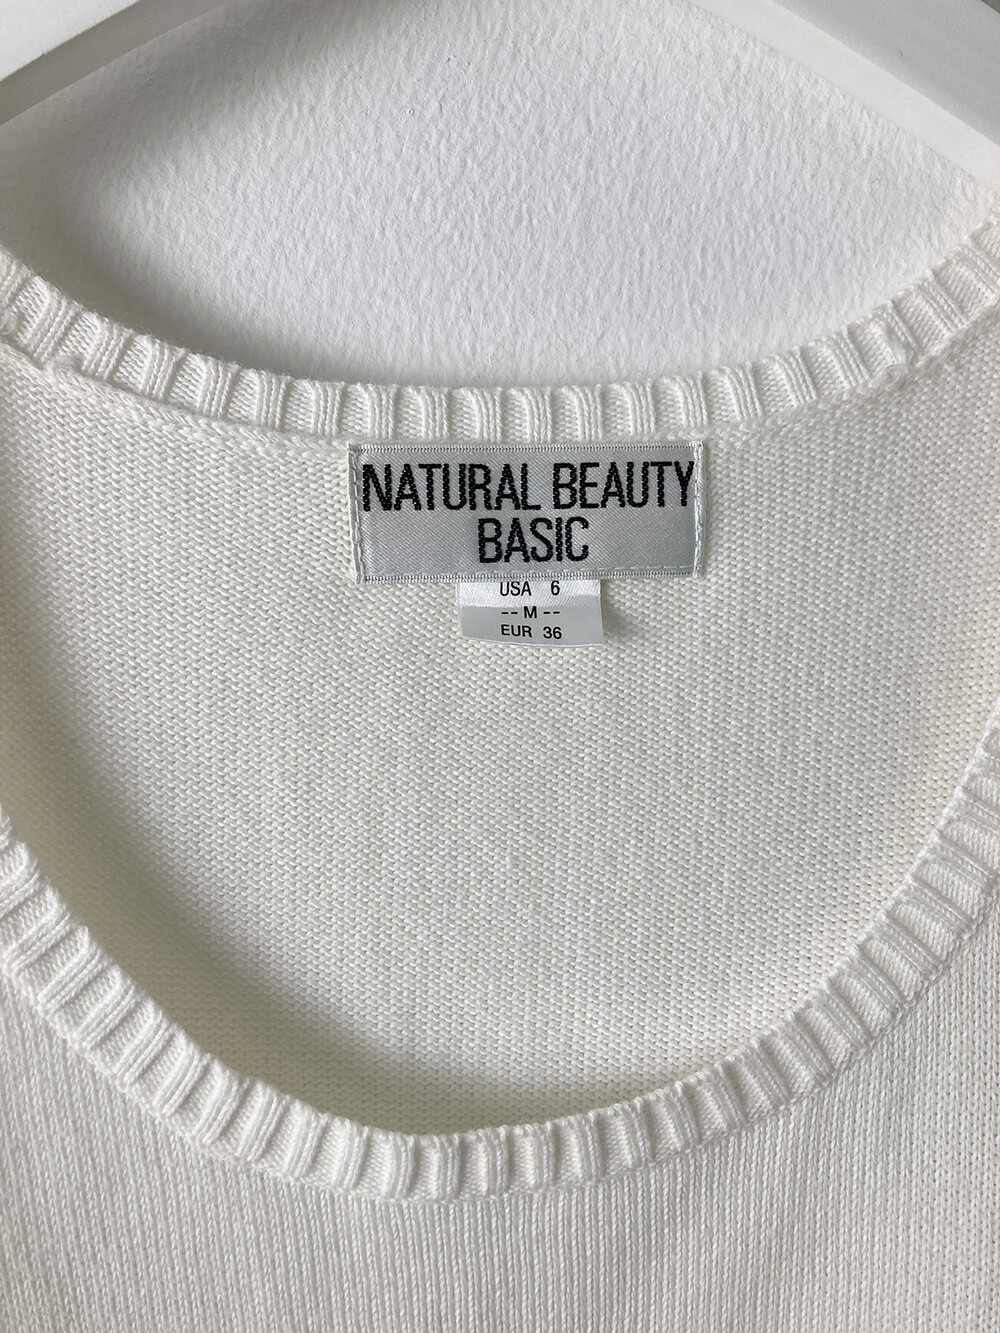 NATURAL BEAUTY
BASIC
USA 6
-- M --
EUR 36